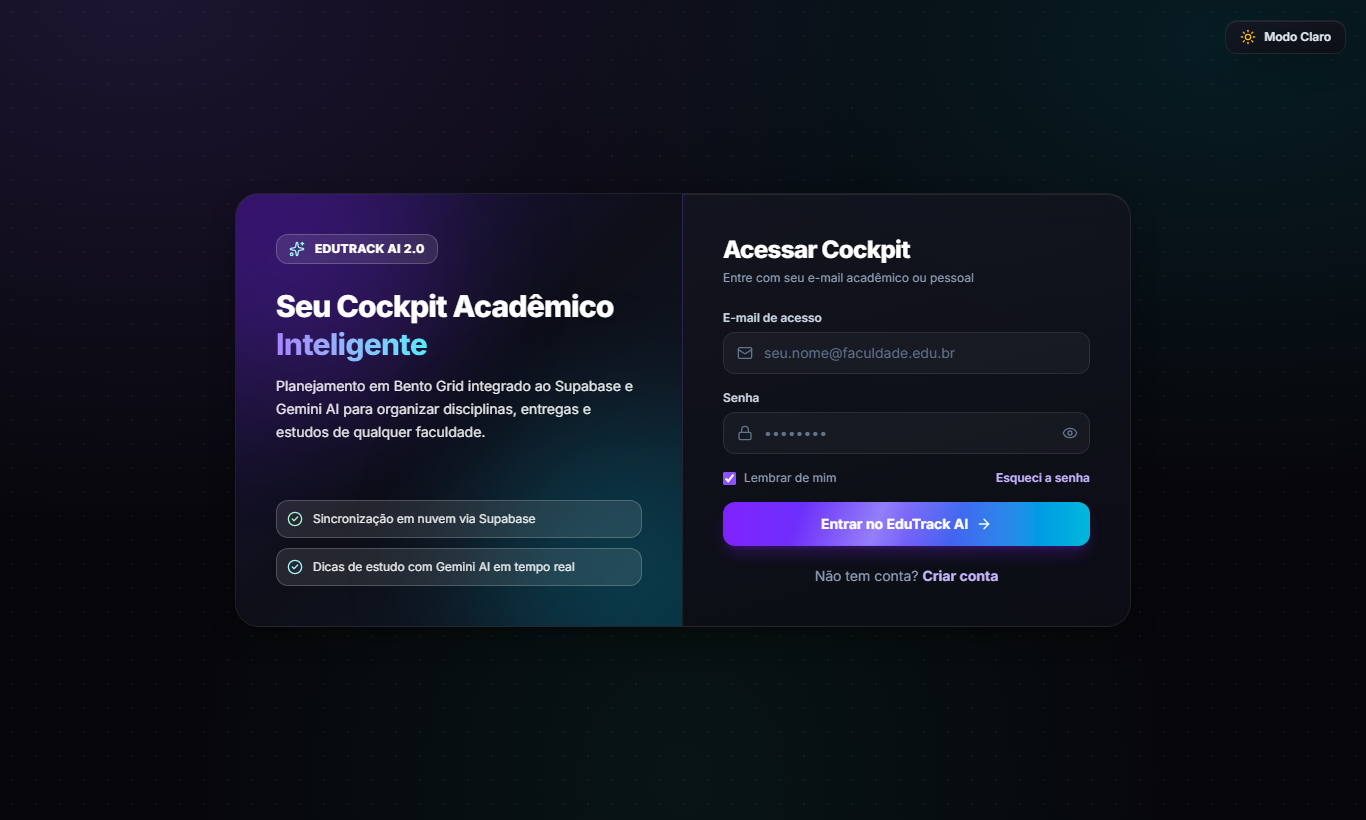 Modo Claro
EDUTRACK AI 2.0
Seu Cockpit Acadêmico
Inteligente
Planejamento em Bento Grid integrado ao Supabase e
Gemini AI para organizar disciplinas, entregas e
estudos de qualquer faculdade.
Sincronização em nuvem via Supabase
Dicas de estudo com Gemini AI em tempo real
Acessar Cockpit
Entre com seu e-mail acadêmico ou pessoal
E-mail de acesso
seu.nome@faculdade.edu.br
Senha
••••••••
Lembrar de mim
Esqueci a senha
Entrar no EduTrack AI →
Não tem conta? Criar conta